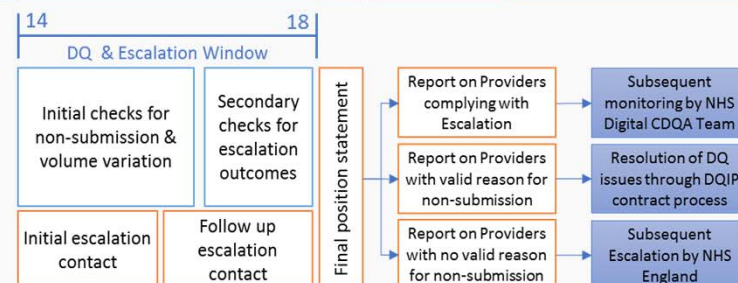 14
18
DQ & Escalation Window
Initial checks for
non-submission &
volume variation
Secondary
checks for
escalation
outcomes
Initial escalation
contact
Follow up
escalation
contact
Final position statement
Report on Providers
complying with
Escalation
Subsequent
monitoring by NHS
Digital CDQA Team
Report on Providers
with valid reason for
non-submission
Resolution of DQ
issues through DQIP
contract process
Report on Providers
with no valid reason
for non-submission
Subsequent
Escalation by NHS
England